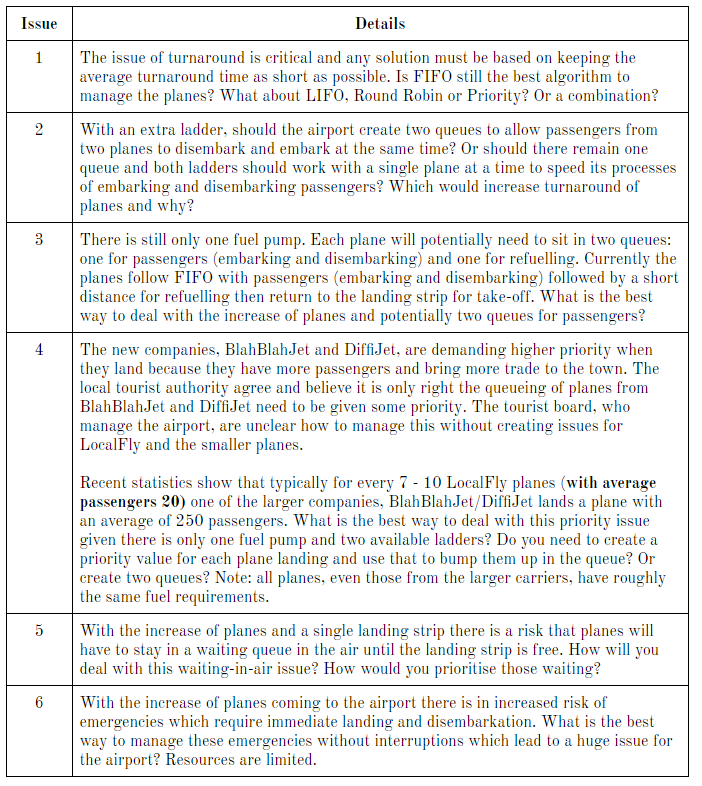 Issue Details
1 The issue of turnaround is critical and any solution must be based on keeping the
average turnaround time as short as possible. Is FIFO still the best algorithm to
manage the planes? What about LIFO, Round Robin or Priority? Or a combination?
2 With an extra ladder, should the airport create two queues to allow passengers from
two planes to disembark and embark at the same time? Or should there remain one
queue and both ladders should work with a single plane at a time to speed its processes
of embarking and disembarking passengers? Which would increase turnaround of
planes and why?
3 There is still only one fuel pump. Each plane will potentially need to sit in two queues:
one for passengers (embarking and disembarking) and one for refuelling. Currently the
planes follow FIFO with passengers (embarking and disembarking) followed by a short
distance for refuelling then return to the landing strip for take-off. What is the best
way to deal with the increase of planes and potentially two queues for passengers?
4 The new companies, BlahBlahJet and DiffiJet, are demanding higher priority when
they land because they have more passengers and bring more trade to the town. The
local tourist authority agree and believe it is only right the queueing of planes from
BlahBlahJet and DiffiJet need to be given some priority. The tourist board, who
manage the airport, are unclear how to manage this without creating issues for
LocalFly and the smaller planes.
Recent statistics show that typically for every 7 - 10 LocalFly planes (with average
passengers 20) one of the larger companies, BlahBlahJet/DiffiJet lands a plane with
an average of 250 passengers. What is the best way to deal with this priority issue
given there is only one fuel pump and two available ladders? Do you need to create a
priority value for each plane landing and use that to bump them up in the queue? Or
create two queues? Note: all planes, even those from the larger carriers, have roughly
the same fuel requirements.
5 With the increase of planes and a single landing strip there is a risk that planes will
have to stay in a waiting queue in the air until the landing strip is free. How will you
deal with this waiting-in-air issue? How would you prioritise those waiting?
6 With the increase of planes coming to the airport there is in increased risk of
emergencies which require immediate landing and disembarkation. What is the best
way to manage these emergencies without interruptions which lead to a huge issue for
the airport? Resources are limited.